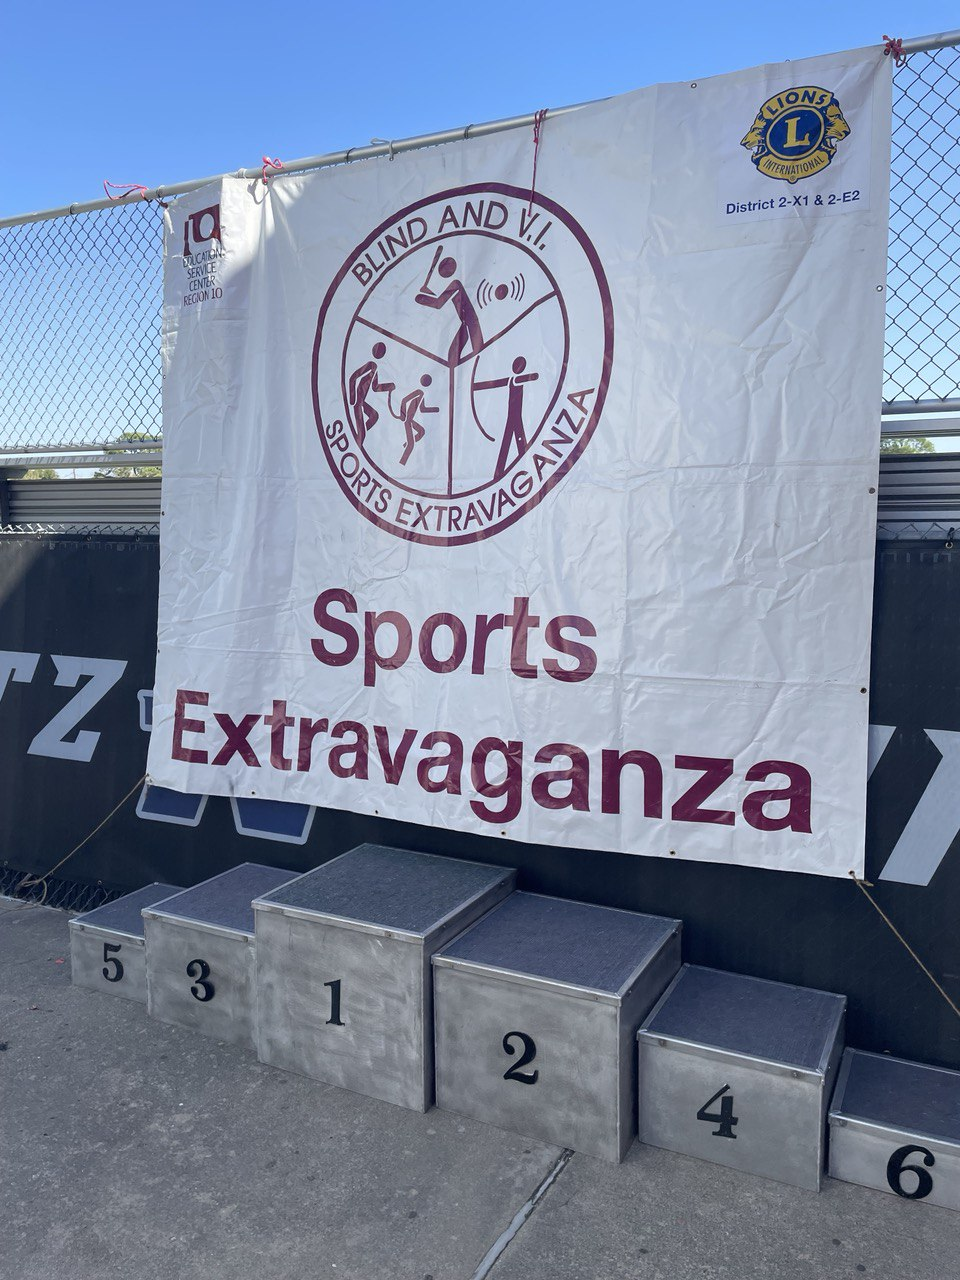 LIONS
L
INTERNATIONAL
District 2-X1 & 2-E2
EDUCATION
SERVICE
CENTER
REGION 10
BLIND AND V.I.
SPORTS EXTRAVAGANZA
Sports
Extravaganza
TZ
5
3
1
2
4
6